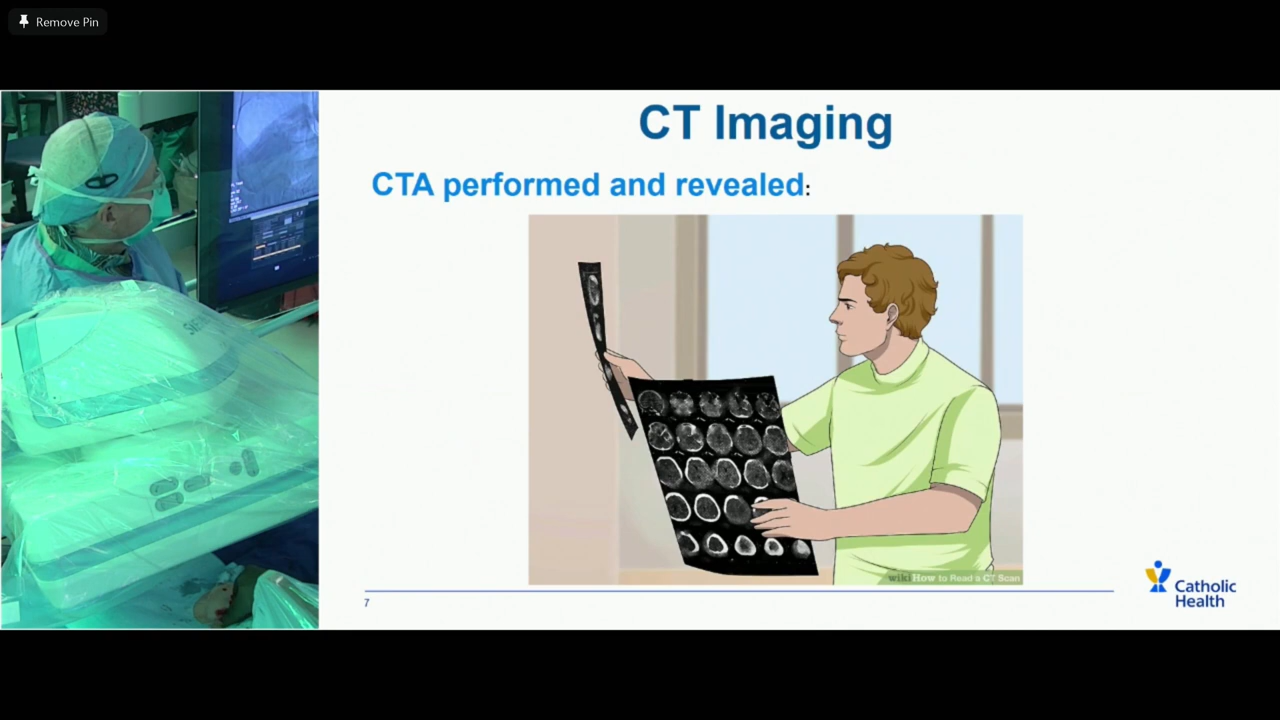 Remove Pin
CT Imaging
CTA performed and revealed:
wikiHow to Read a CT Scan
7
Catholic
Health